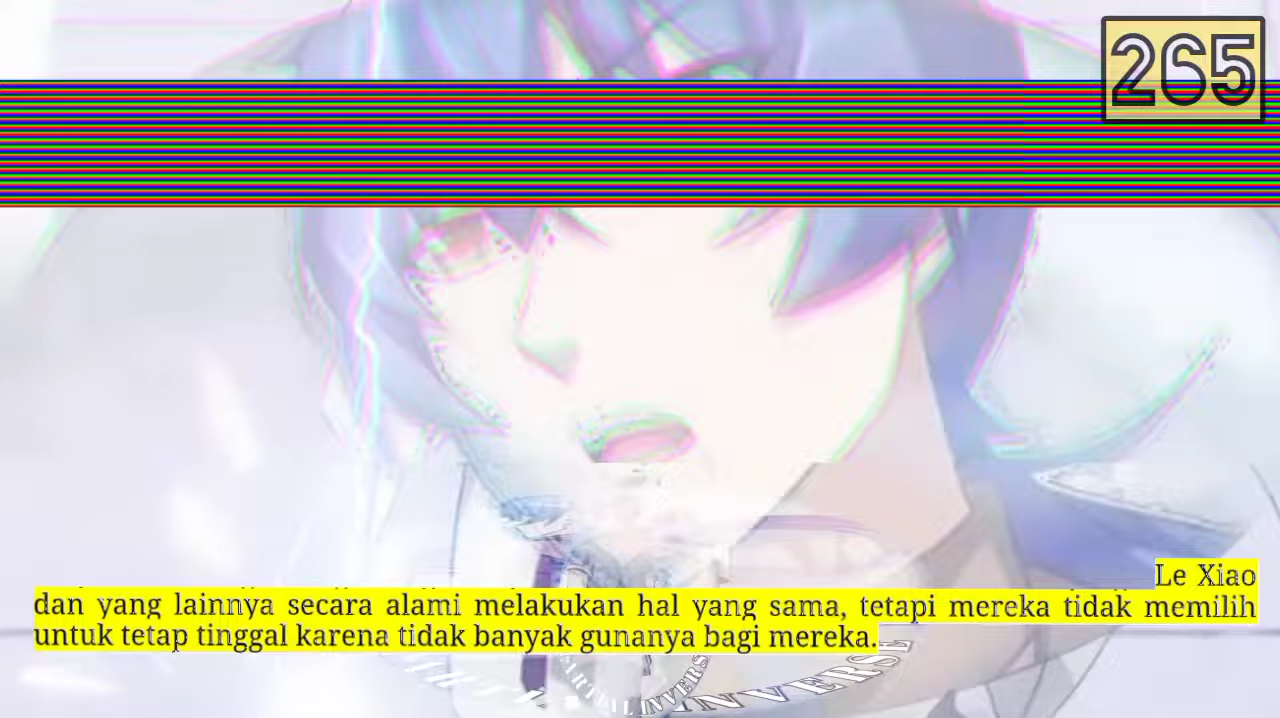 265
Le Xiao
dan yang lainnya secara alami melakukan hal yang sama, tetapi mereka tidak memilih
untuk tetap tinggal karena tidak banyak gunanya bagi mereka.
INVERSE